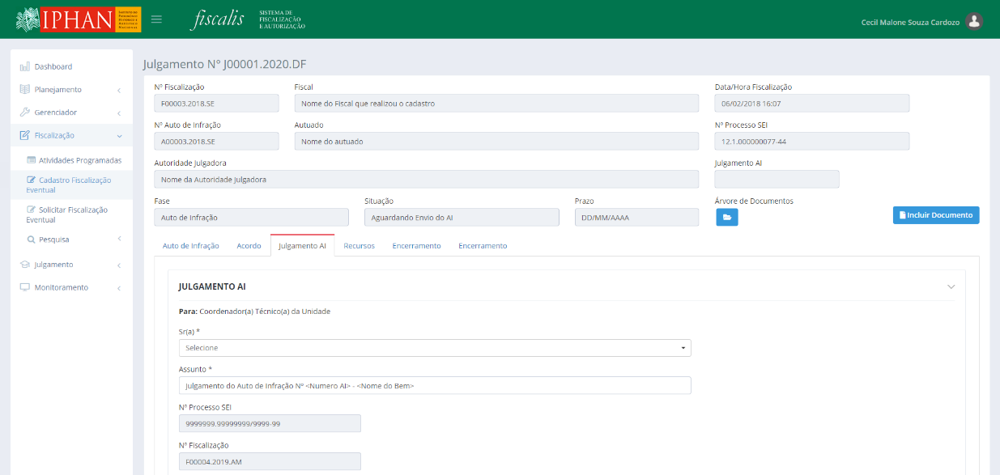 IPHAN
Instituto do
Patrimônio
Histórico e
Artístico
Nacional
fiscalis
SISTEMA DE
FISCALIZAÇÃO
E AUTORIZAÇÃO
Cecil Malone Souza Cardozo
Dashboard
Planejamento
Gerenciador
Fiscalização
Atividades Programadas
Cadastro Fiscalização
Eventual
Solicitar Fiscalização
Eventual
Pesquisa
Julgamento
Monitoramento
Julgamento Nº J00001.2020.DF
Nº Fiscalização
Fiscal
Data/Hora Fiscalização
F00003.2018.SE
Nome do Fiscal que realizou o cadastro
06/02/2018 16:07
Nº Auto de Infração
Autuado
Nº Processo SEI
A00003.2018.SE
Nome do autuado
12.1.000000077-44
Autoridade Julgadora
Julgamento AI
Nome da Autoridade Julgadora
Fase
Situação
Prazo
Árvore de Documentos
Auto de Infração
Aguardando Envio do AI
DD/MM/AAAA
Incluir Documento
Auto de Infração
Acordo
Julgamento AI
Recursos
Encerramento
Encerramento
JULGAMENTO AI
Para: Coordenador(a) Técnico(a) da Unidade
Sr(a) *
Selecione
Assunto *
Julgamento do Auto de Infração Nº <Numero AI> - <Nome do Bem>
Nº Processo SEI
9999999.99999999/9999-99
Nº Fiscalização
F00004.2019.AM